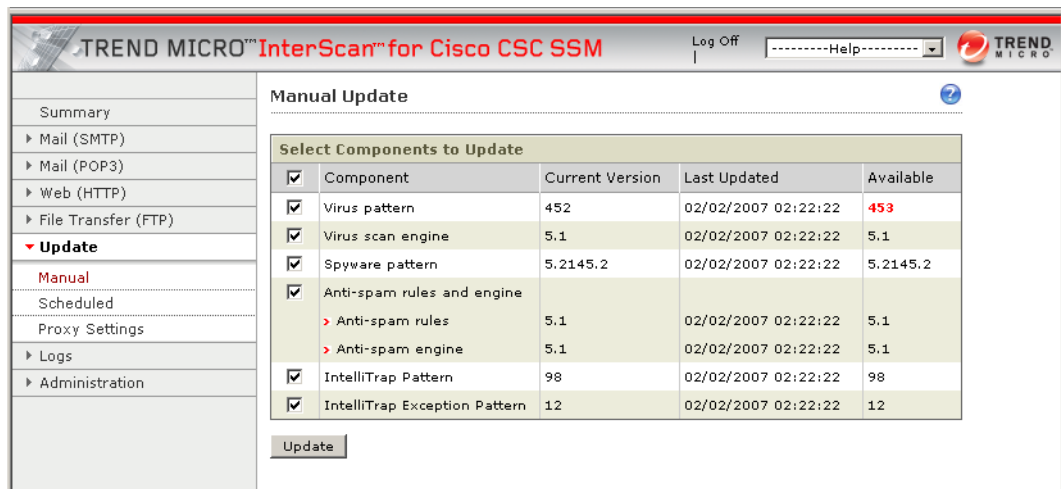 TREND MICRO™ InterScan™ for Cisco CSC SSM
Log Off
|
---------Help---------
TREND MICRO
Summary
Mail (SMTP)
Mail (POP3)
Web (HTTP)
File Transfer (FTP)
Update
Manual
Scheduled
Proxy Settings
Logs
Administration
Manual Update
?
Select Components to Update
Component Current Version Last Updated Available
Virus pattern 452 02/02/2007 02:22:22 453
Virus scan engine 5.1 02/02/2007 02:22:22 5.1
Spyware pattern 5.2145.2 02/02/2007 02:22:22 5.2145.2
Anti-spam rules and engine
Anti-spam rules 5.1 02/02/2007 02:22:22 5.1
Anti-spam engine 5.1 02/02/2007 02:22:22 5.1
IntelliTrap Pattern 98 02/02/2007 02:22:22 98
IntelliTrap Exception Pattern 12 02/02/2007 02:22:22 12
Update